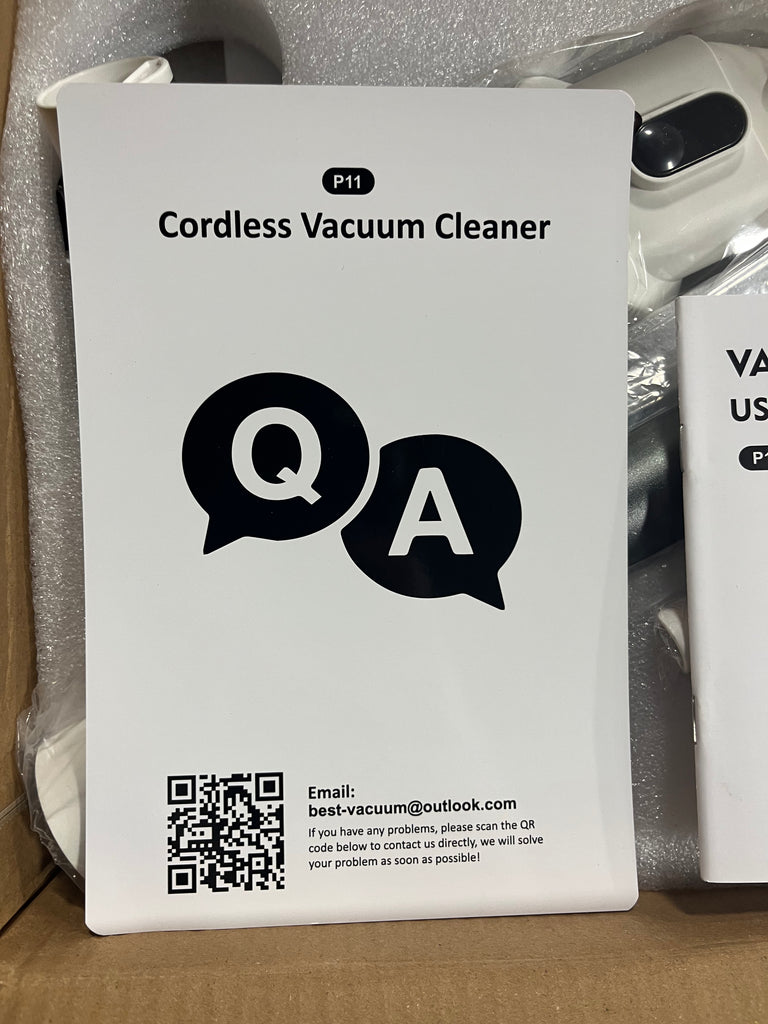 P11
Cordless Vacuum Cleaner
Q A
Email:
best-vacuum@outlook.com
If you have any problems, please scan the QR
code below to contact us directly, we will solve
your problem as soon as possible!
VA
US
P1